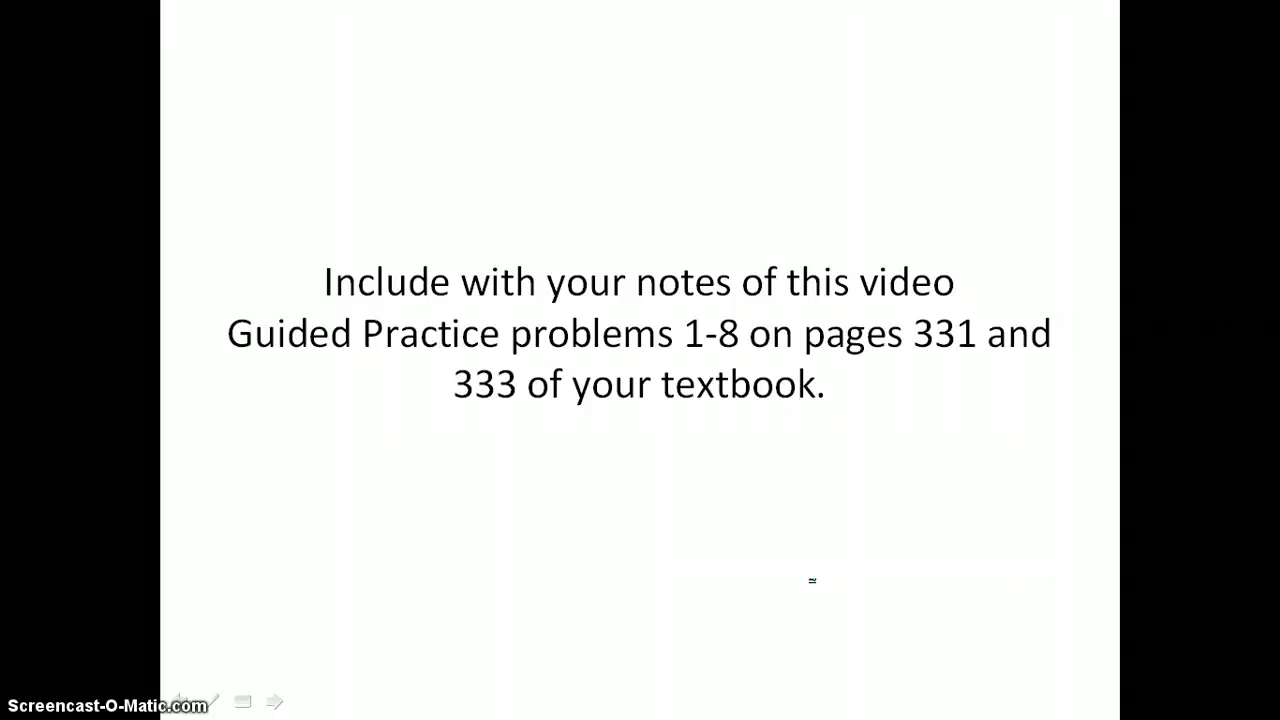 Include with your notes of this video
Guided Practice problems 1-8 on pages 331 and
333 of your textbook.
Screencast-O-Matic.com